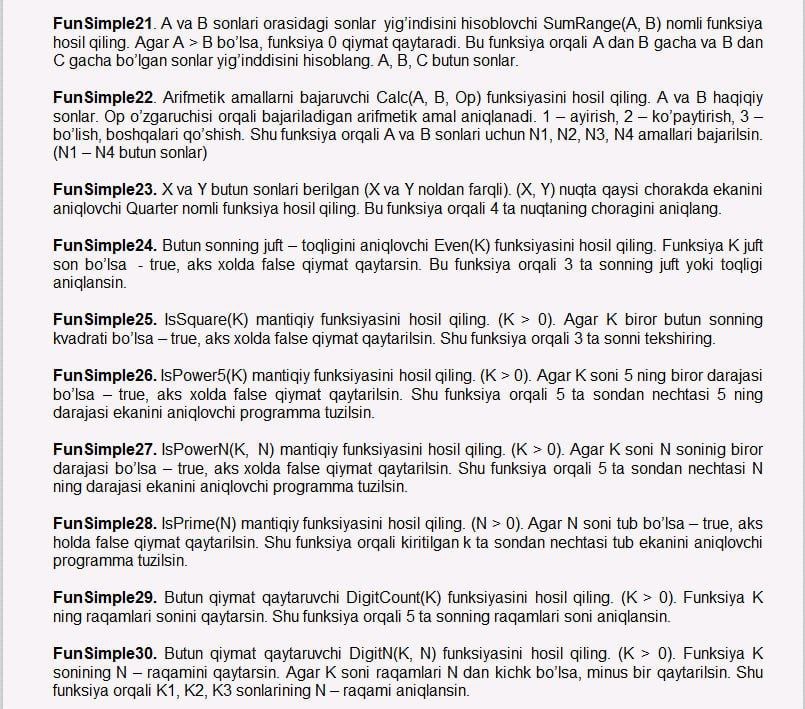 FunSimple21. A va B sonlari orasidagi sonlar yig’indisini hisoblovchi SumRange(A, B) nomli funksiya
hosil qiling. Agar A > B bo’lsa, funksiya 0 qiymat qaytaradi. Bu funksiya orqali A dan B gacha va B dan
C gacha bo’lgan sonlar yig’inddisini hisoblang. A, B, C butun sonlar.
FunSimple22. Arifmetik amallarni bajaruvchi Calc(A, B, Op) funksiyasini hosil qiling. A va B haqiqiy
sonlar. Op o’zgaruchisi orqali bajariladigan arifmetik amal aniqlanadi. 1 – ayirish, 2 – ko’paytirish, 3 –
bo’lish, boshqalari qo’shish. Shu funksiya orqali A va B sonlari uchun N1, N2, N3, N4 amallari bajarilsin.
(N1 – N4 butun sonlar)
FunSimple23. X va Y butun sonlari berilgan (X va Y noldan farqli). (X, Y) nuqta qaysi chorakda ekanini
aniqlovchi Quarter nomli funksiya hosil qiling. Bu funksiya orqali 4 ta nuqtaning choragini aniqlang.
FunSimple24. Butun sonning juft – toqligini aniqlovchi Even(K) funksiyasini hosil qiling. Funksiya K juft
son bo’lsa - true, aks xolda false qiymat qaytarsin. Bu funksiya orqali 3 ta sonning juft yoki toqligi
aniqlansin.
FunSimple25. IsSquare(K) mantiqiy funksiyasini hosil qiling. (K > 0). Agar K biror butun sonning
kvadrati bo’lsa – true, aks xolda false qiymat qaytarilsin. Shu funksiya orqali 3 ta sonni tekshiring.
FunSimple26. IsPower5(K) mantiqiy funksiyasini hosil qiling. (K > 0). Agar K soni 5 ning biror darajasi
bo’lsa – true, aks xolda false qiymat qaytarilsin. Shu funksiya orqali 5 ta sondan nechtasi 5 ning
darajasi ekanini aniqlovchi programma tuzilsin.
FunSimple27. IsPowerN(K, N) mantiqiy funksiyasini hosil qiling. (K > 0). Agar K soni N soninig biror
darajasi bo’lsa – true, aks xolda false qiymat qaytarilsin. Shu funksiya orqali 5 ta sondan nechtasi N
ning darajasi ekanini aniqlovchi programma tuzilsin.
FunSimple28. IsPrime(N) mantiqiy funksiyasini hosil qiling. (N > 0). Agar N soni tub bo’lsa – true, aks
holda false qiymat qaytarilsin. Shu funksiya orqali kiritilgan k ta sondan nechtasi tub ekanini aniqlovchi
programma tuzilsin.
FunSimple29. Butun qiymat qaytaruvchi DigitCount(K) funksiyasini hosil qiling. (K > 0). Funksiya K
ning raqamlari sonini qaytarsin. Shu funksiya orqali 5 ta sonning raqamlari soni aniqlansin.
FunSimple30. Butun qiymat qaytaruvchi DigitN(K, N) funksiyasini hosil qiling. (K > 0). Funksiya K
sonining N – raqamini qaytarsin. Agar K soni raqamlari N dan kichk bo’lsa, minus bir qaytarilsin. Shu
funksiya orqali K1, K2, K3 sonlarining N – raqami aniqlansin.